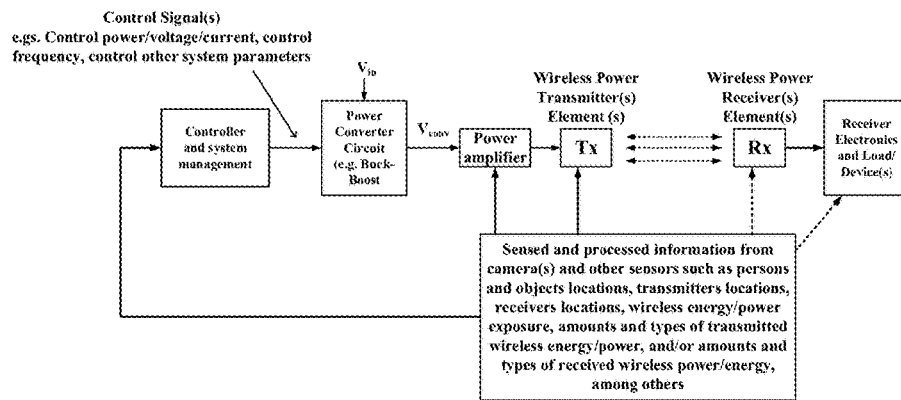 Control Signal(s)
e.gs. Control power/voltage/current, control
frequency, control other system parameters
Vin
Wireless Power
Transmitter(s)
Element (s)
Wireless Power
Receiver(s)
Element(s)
Controller
and system
management
Power
Converter
Circuit
(e.g. Buck-
Boost
Power
amplifier
Tx
Rx
Receiver
Electronics
and Load/
Device(s)
Sensed and processed information from
camera(s) and other sensors such as persons
and objects locations, transmitters locations,
receivers locations, wireless energy/power
exposure, amounts and types of transmitted
wireless energy/power, and/or amounts and
types of received wireless power/energy,
among others